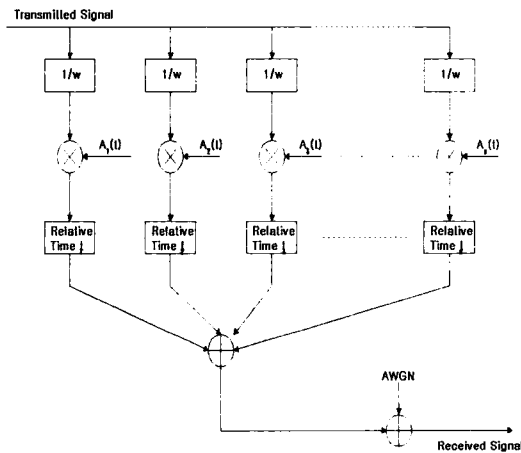 Transmitted Signal
1/w 1/w 1/w 1/w
A₁(t) A₂(t) A₃(t) Aₙ(t)
Relative Time Relative Time Relative Time Relative Time
AWGN
Received Signal